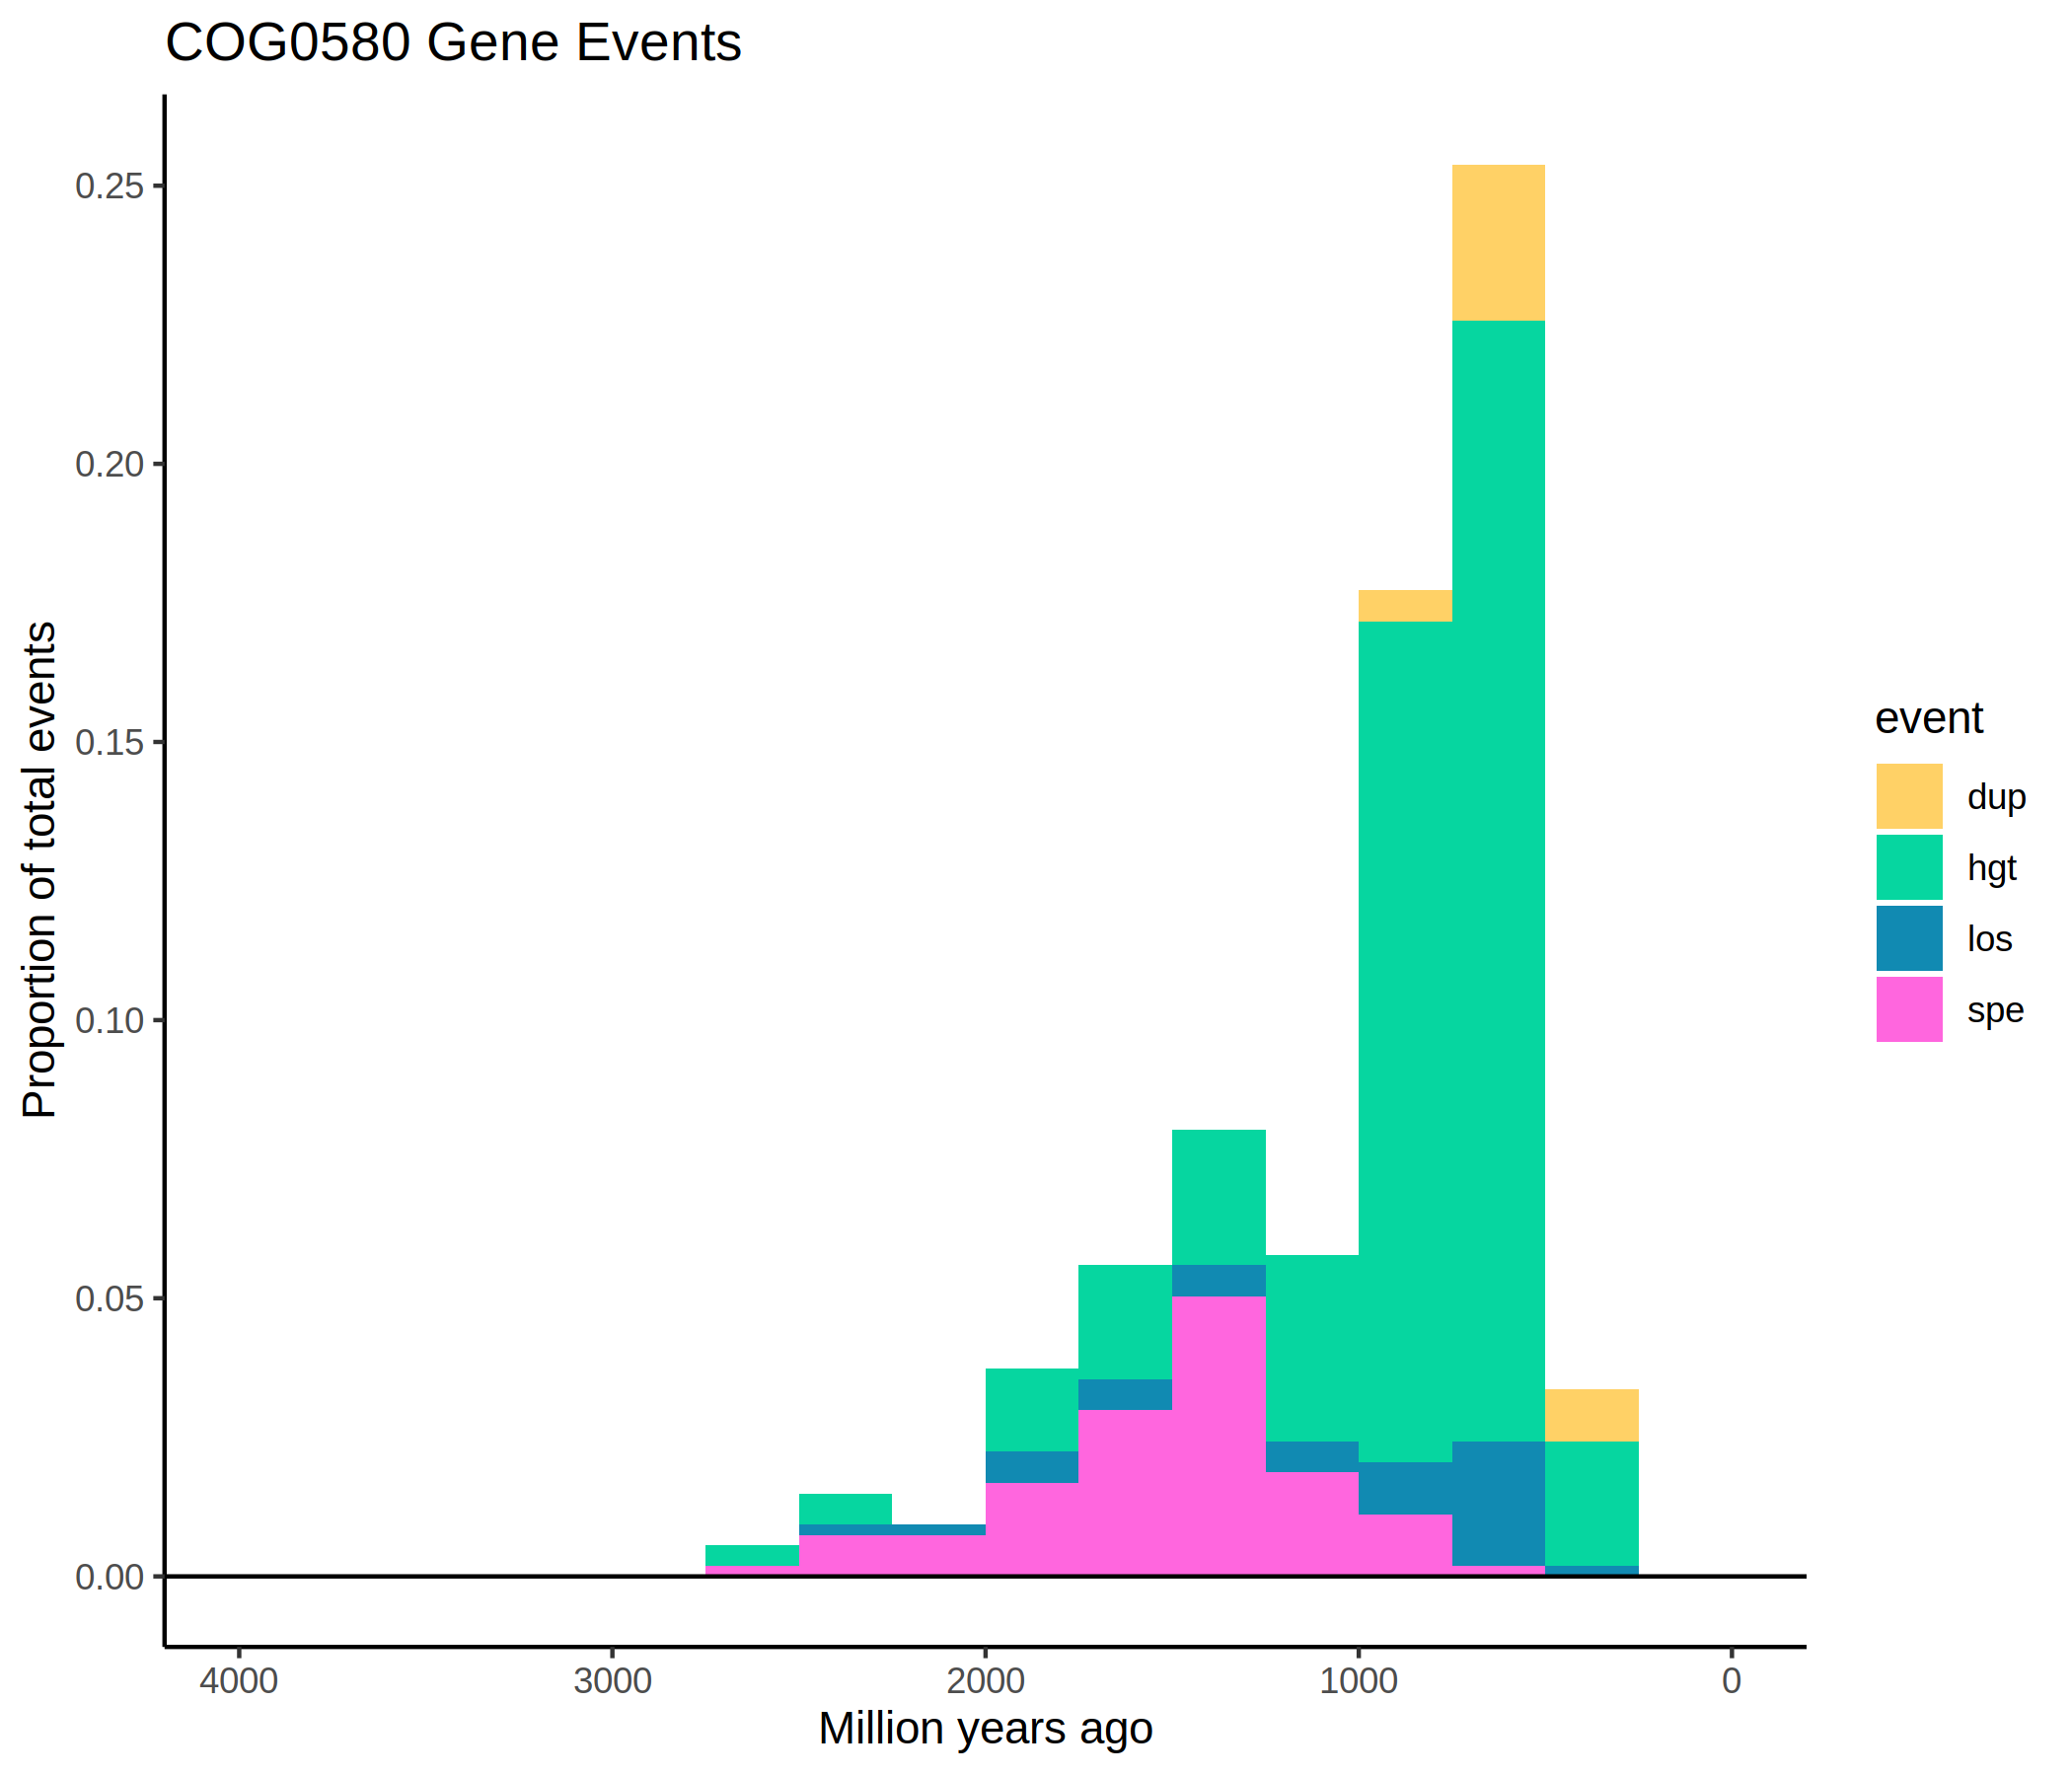 COG0580 Gene Events
Proportion of total events
0.25
0.20
0.15
0.10
0.05
0.00
4000 3000 2000 1000 0
Million years ago
event
dup
hgt
los
spe